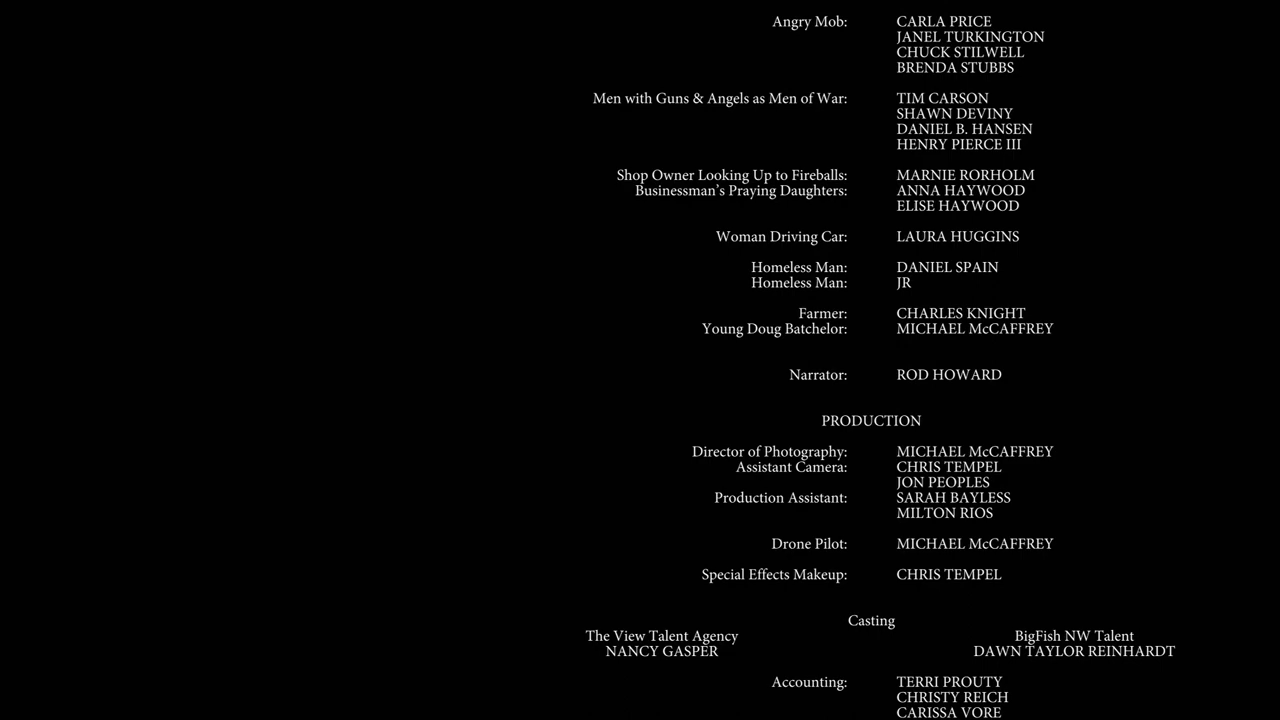 Angry Mob: CARLA PRICE
JANEL TURKINGTON
CHUCK STILWELL
BRENDA STUBBS
Men with Guns & Angels as Men of War: TIM CARSON
SHAWN DEVINY
DANIEL B. HANSEN
HENRY PIERCE III
Shop Owner Looking Up to Fireballs: MARNIE RORHOLM
Businessman's Praying Daughters: ANNA HAYWOOD
ELISE HAYWOOD
Woman Driving Car: LAURA HUGGINS
Homeless Man: DANIEL SPAIN
Homeless Man: JR
Farmer: CHARLES KNIGHT
Young Doug Batchelor: MICHAEL McCAFFREY
Narrator: ROD HOWARD
PRODUCTION
Director of Photography: MICHAEL McCAFFREY
Assistant Camera: CHRIS TEMPEL
JON PEOPLES
Production Assistant: SARAH BAYLESS
MILTON RIOS
Drone Pilot: MICHAEL McCAFFREY
Special Effects Makeup: CHRIS TEMPEL
Casting
The View Talent Agency BigFish NW Talent
NANCY GASPER DAWN TAYLOR REINHARDT
Accounting: TERRI PROUTY
CHRISTY REICH
CARISSA VORE